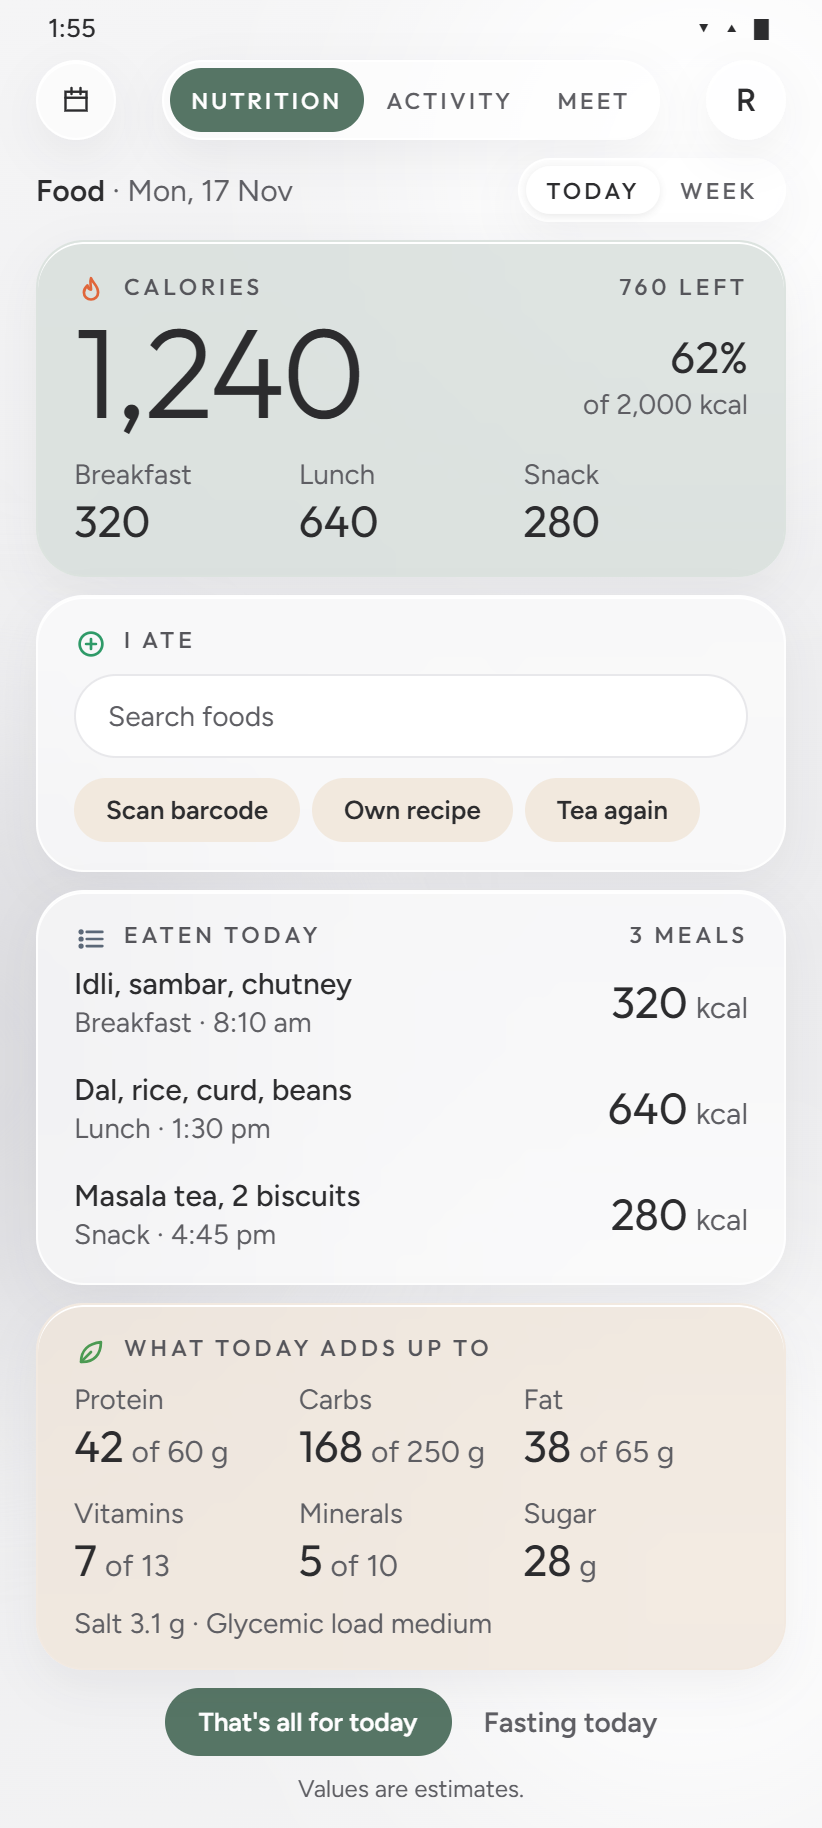 1:55
NUTRITION ACTIVITY MEET R
Food · Mon, 17 Nov TODAY WEEK
CALORIES 760 LEFT
1,240 62%
of 2,000 kcal
Breakfast Lunch Snack
320 640 280
I ATE
Search foods
Scan barcode Own recipe Tea again
EATEN TODAY 3 MEALS
Idli, sambar, chutney 320 kcal
Breakfast · 8:10 am
Dal, rice, curd, beans 640 kcal
Lunch · 1:30 pm
Masala tea, 2 biscuits 280 kcal
Snack · 4:45 pm
WHAT TODAY ADDS UP TO
Protein Carbs Fat
42 of 60 g 168 of 250 g 38 of 65 g
Vitamins Minerals Sugar
7 of 13 5 of 10 28 g
Salt 3.1 g · Glycemic load medium
That's all for today Fasting today
Values are estimates.